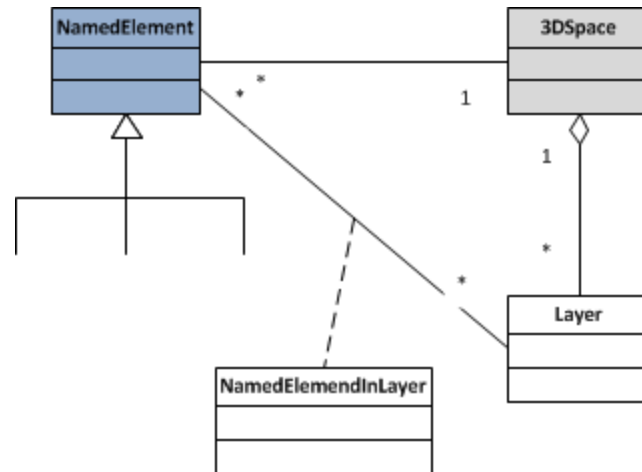 NamedElement
3DSpace
* *
1
1
*
*
Layer
NamedElemendInLayer